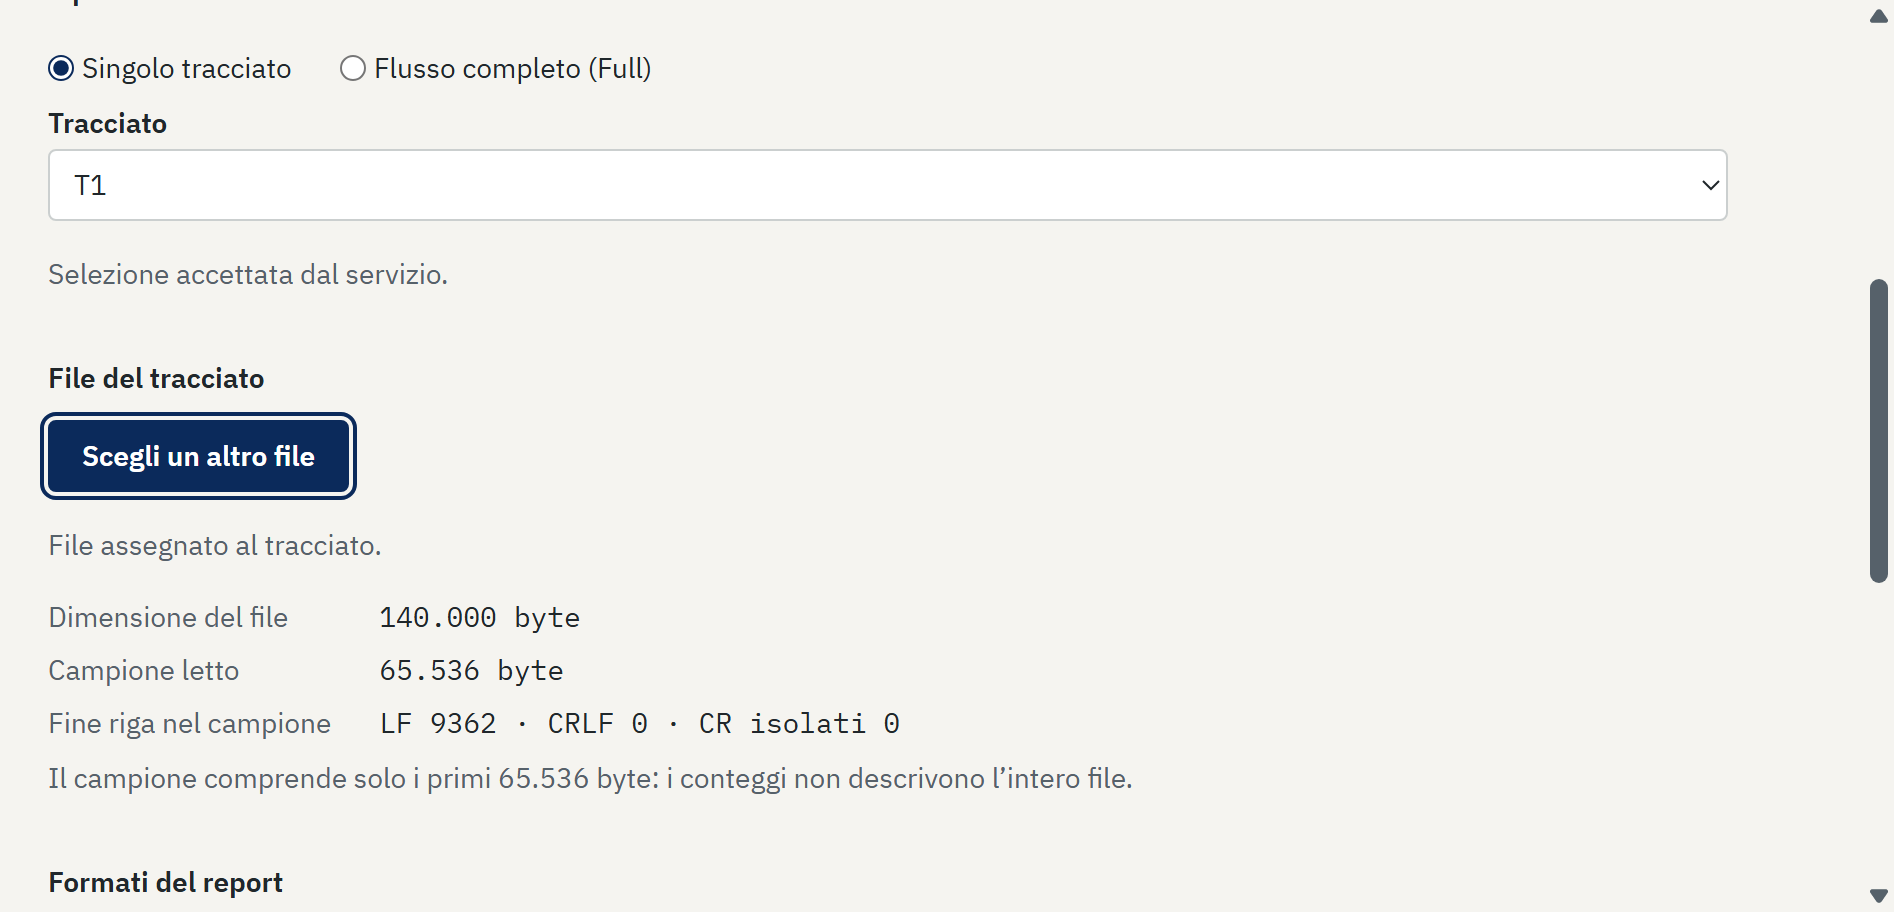 Singolo tracciato Flusso completo (Full)
Tracciato
T1
Selezione accettata dal servizio.
File del tracciato
Scegli un altro file
File assegnato al tracciato.
Dimensione del file 140.000 byte
Campione letto 65.536 byte
Fine riga nel campione LF 9362 · CRLF 0 · CR isolati 0
Il campione comprende solo i primi 65.536 byte: i conteggi non descrivono l’intero file.
Formati del report